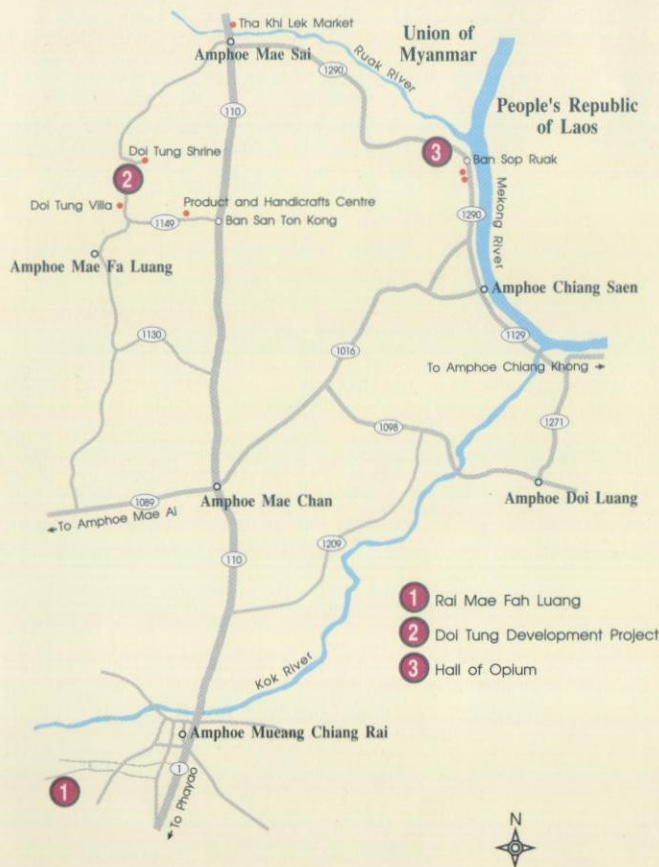 Tha Khi Lek Market
Union of
Myanmar
Amphoe Mae Sai
Ruak River
1290
People's Republic
of Laos
110
3
Doi Tung Shrine
Ban Sop Ruak
2
Product and Handicrafts Centre
Doi Tung Villa
1149
Ban San Ton Kong
1290
Mekong River
Amphoe Mae Fa Luang
Amphoe Chiang Saen
1130
1129
1016
To Amphoe Chiang Khong
1098
1271
Amphoe Mae Chan
Amphoe Doi Luang
1089
To Amphoe Mae Ai
110
1209
1 Rai Mae Fah Luang
2 Doi Tung Development Project
3 Hall of Opium
Kok River
Amphoe Mueang Chiang Rai
1
1
To Phayao
N